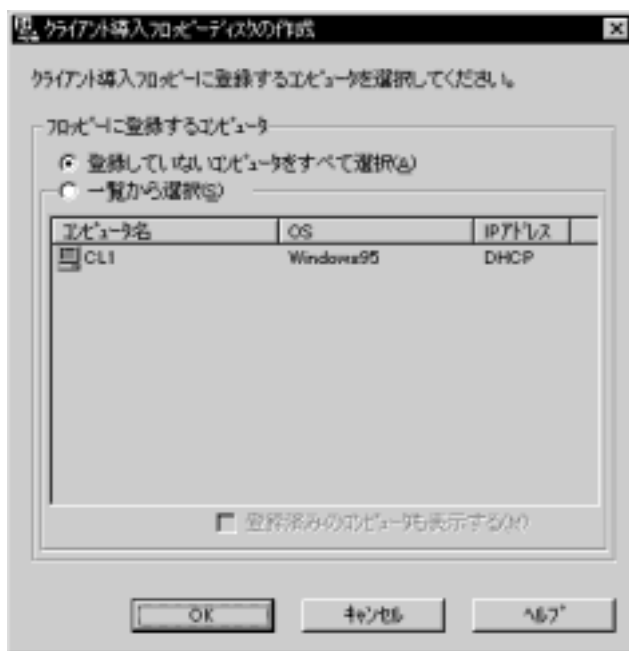 クライアント導入フロッピーディスクの作成
クライアント導入フロッピーに登録するコンピュータを選択してください。
フロッピーに登録するコンピュータ
登録していないコンピュータをすべて選択(A)
一覧から選択(S)
コンピュータ名 OS IPアドレス
CL1 Windows95 DHCP
登録済みのコンピュータも表示する(M)
OK キャンセル ヘルプ